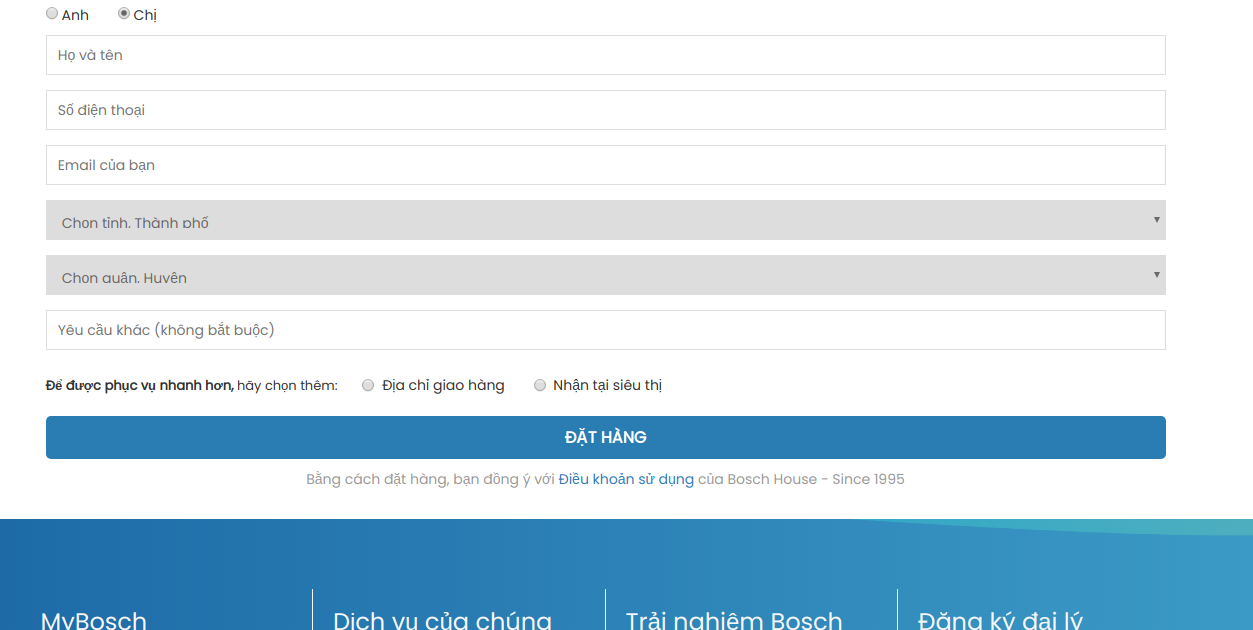 Anh Chị
Họ và tên
Số điện thoại
Email của bạn
Chọn tỉnh, Thành phố
Chọn quận, Huyện
Yêu cầu khác (không bắt buộc)
Để được phục vụ nhanh hơn, hãy chọn thêm: Địa chỉ giao hàng Nhận tại siêu thị
ĐẶT HÀNG
Bằng cách đặt hàng, bạn đồng ý với Điều khoản sử dụng của Bosch House - Since 1995
MyBosch Dịch vụ của chúng Trải nghiệm Bosch Đăng ký đại lý